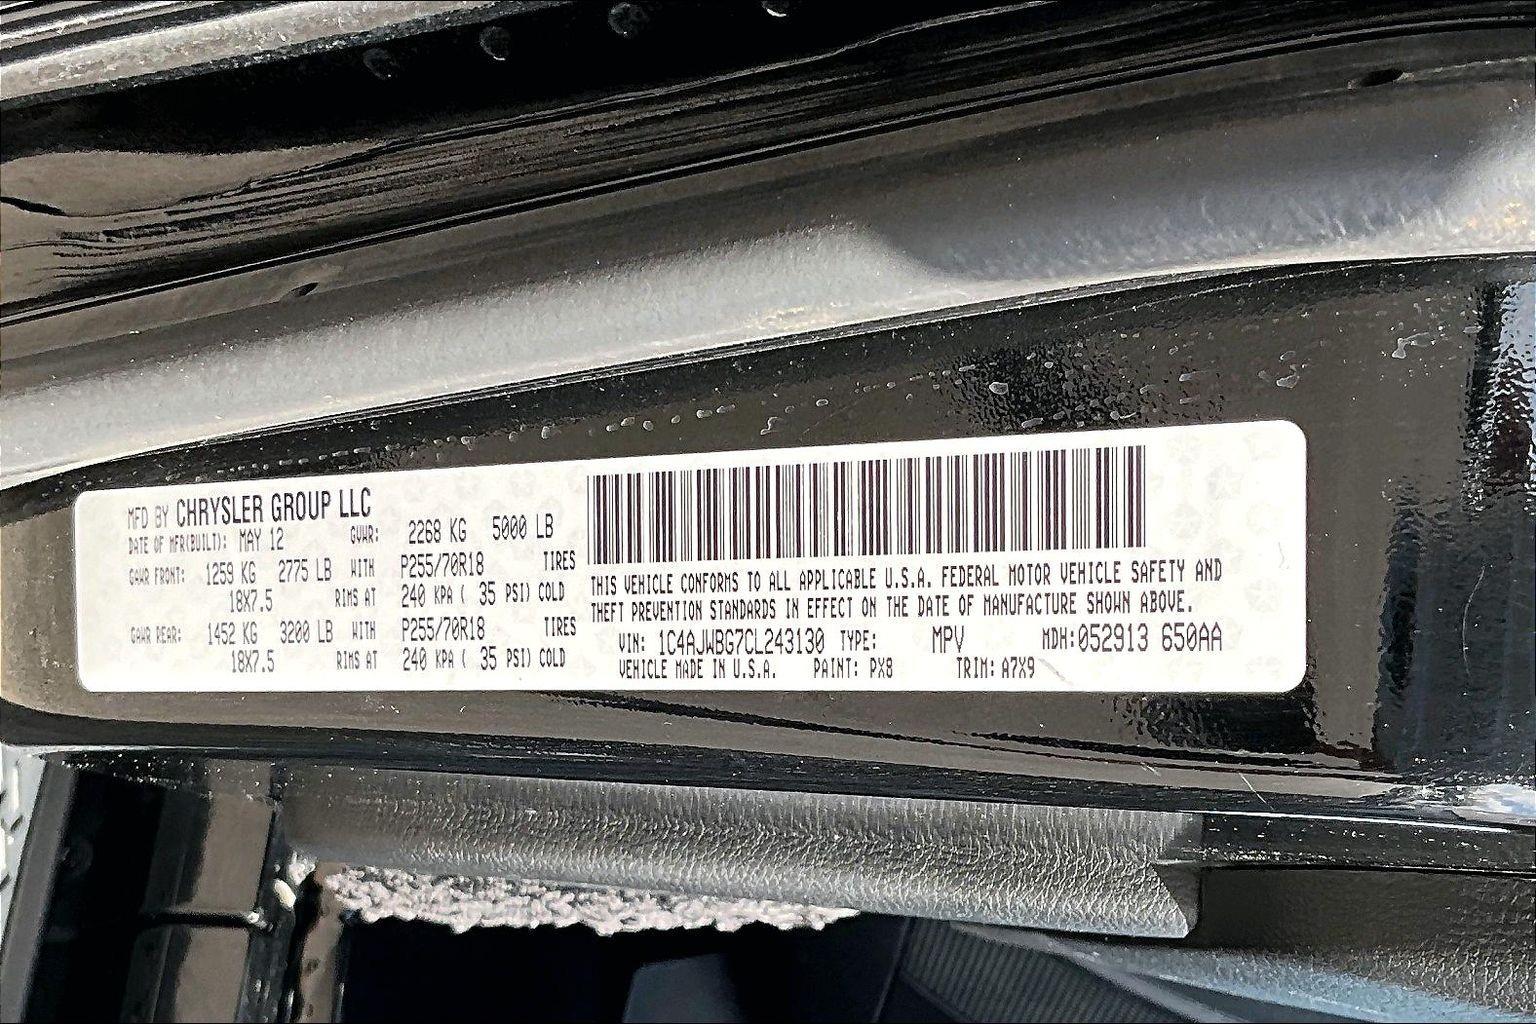 MFD BY CHRYSLER GROUP LLC
DATE OF MFR(BUILT): MAY 12 GVWR: 2268 KG 5000 LB
GAWR FRONT: 1259 KG 2775 LB WITH P255/70R18 TIRES
18X7.5 RIMS AT 240 KPA ( 35 PSI) COLD
GAWR REAR: 1452 KG 3200 LB WITH P255/70R18 TIRES
18X7.5 RIMS AT 240 KPA ( 35 PSI) COLD
THIS VEHICLE CONFORMS TO ALL APPLICABLE U.S.A. FEDERAL MOTOR VEHICLE SAFETY AND
THEFT PREVENTION STANDARDS IN EFFECT ON THE DATE OF MANUFACTURE SHOWN ABOVE.
VIN: 1C4AJWBG7CL243130 TYPE: MPV MDH:052913 650AA
VEHICLE MADE IN U.S.A. PAINT: PX8 TRIM: A7X9